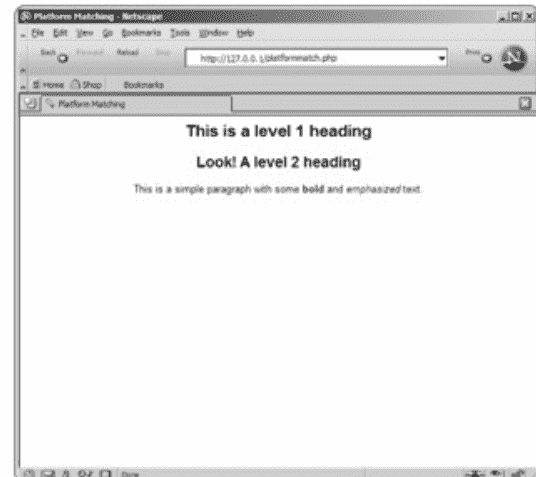 Platform Matching - Netscape
File Edit View Go Bookmarks Tools Window Help
Back Forward Reload Stop http://127.0.0.1/platformmatch.php Print N
Home Shop Bookmarks
Platform Matching
This is a level 1 heading
Look! A level 2 heading
This is a simple paragraph with some bold and emphasized text.
Done